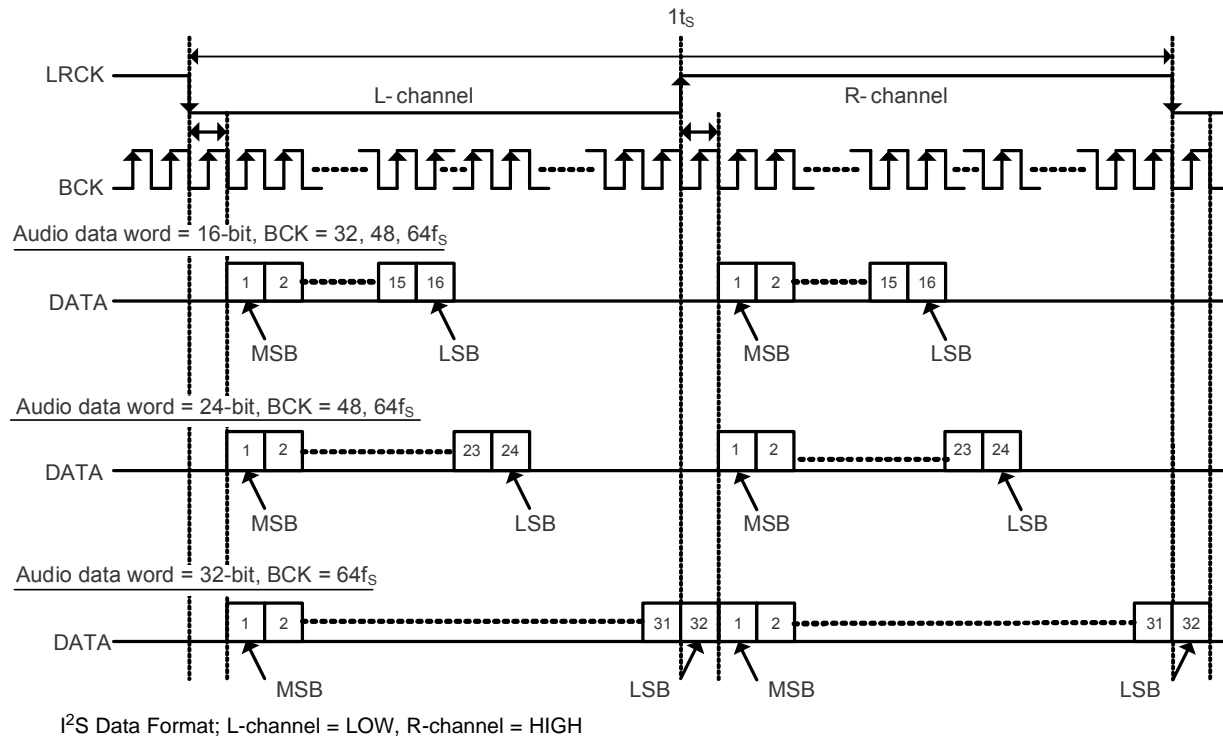 1tS
LRCK
L- channel R- channel
BCK
Audio data word = 16-bit, BCK = 32, 48, 64fS
DATA 1 2 15 16 1 2 15 16
MSB LSB MSB LSB
Audio data word = 24-bit, BCK = 48, 64fS
DATA 1 2 23 24 1 2 23 24
MSB LSB MSB LSB
Audio data word = 32-bit, BCK = 64fS
DATA 1 2 31 32 1 2 31 32
MSB LSB MSB LSB
I²S Data Format; L-channel = LOW, R-channel = HIGH